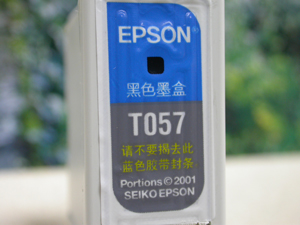 EPSON
黑色墨盒
T057
请不要揭去此
蓝色胶带封条
Portions © 2001
SEIKO EPSON